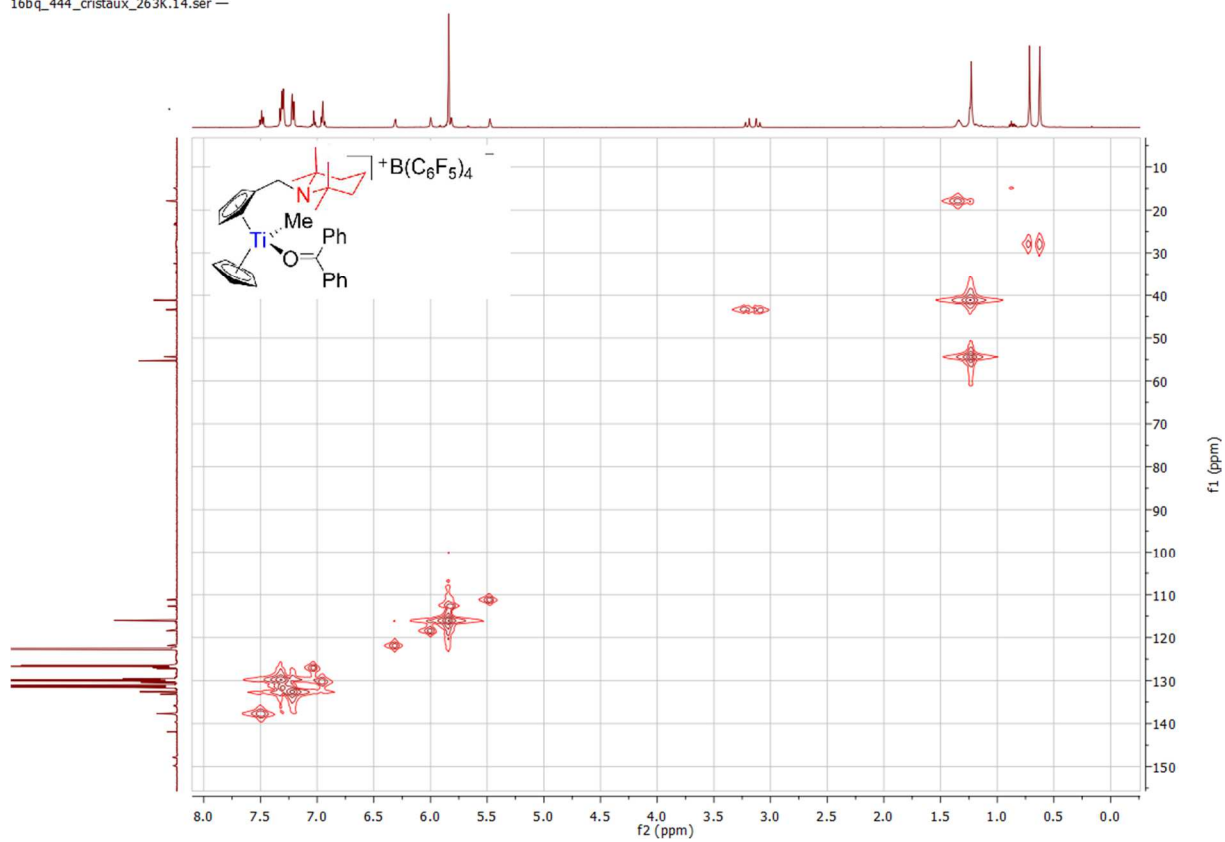 16bq_444_cristaux_263K.14.ser —
+B(C6F5)4 −
N
Me
Ph
Ti
O
Ph
10
20
30
40
50
60
70
80
90
100
110
120
130
140
150
f1 (ppm)
8.0 7.5 7.0 6.5 6.0 5.5 5.0 4.5 4.0 3.5 3.0 2.5 2.0 1.5 1.0 0.5 0.0
f2 (ppm)